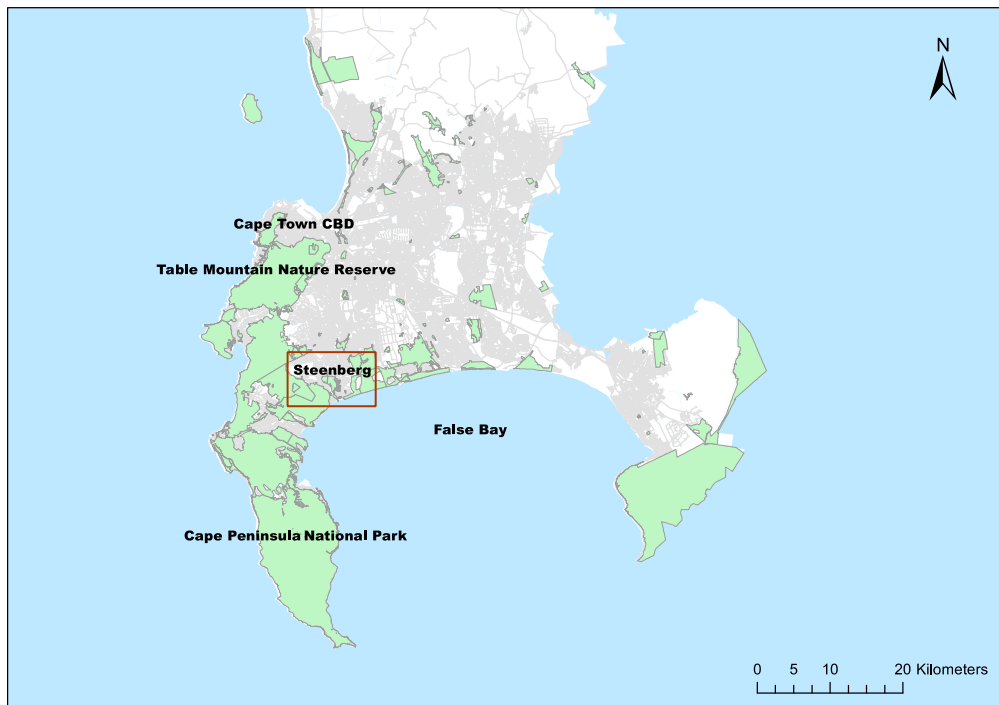 N
Cape Town CBD
Table Mountain Nature Reserve
Steenberg
False Bay
Cape Peninsula National Park
0 5 10 20 Kilometers